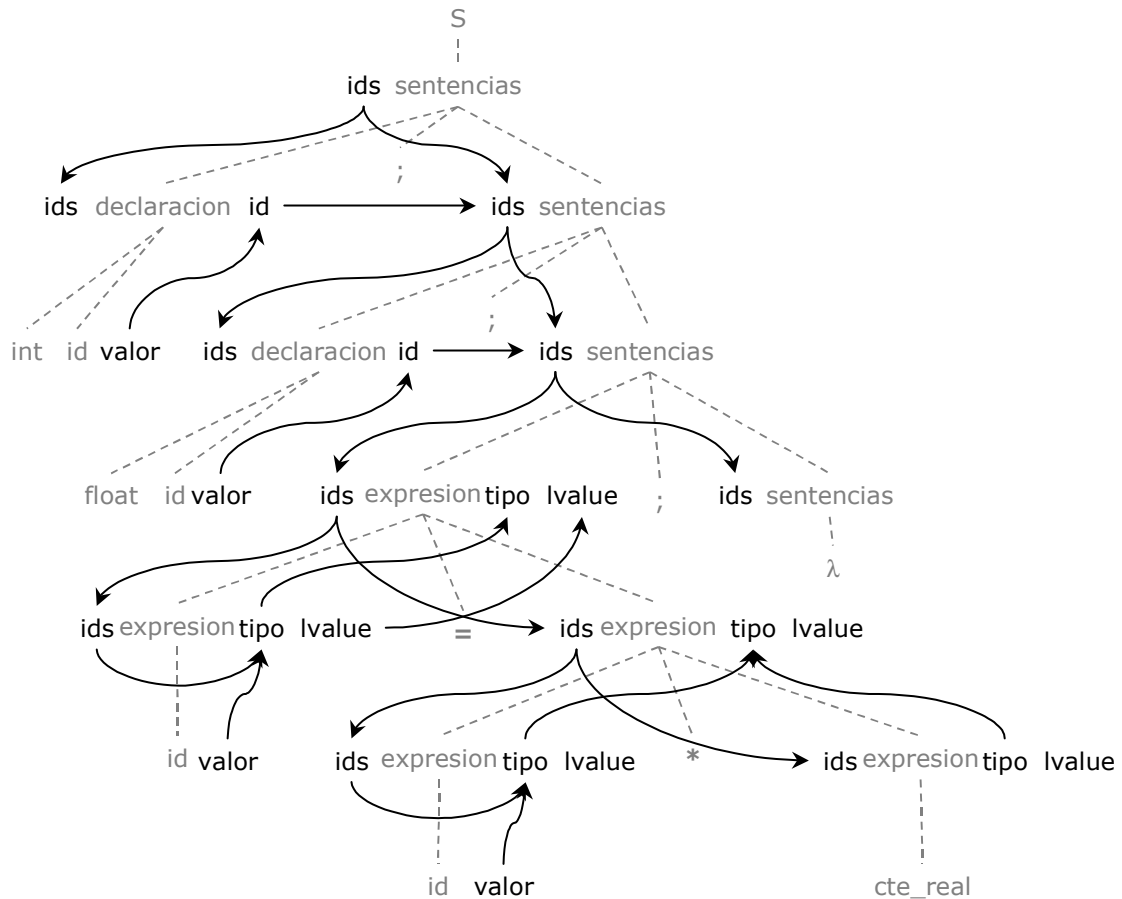 S
ids sentencias
;
ids declaracion id ids sentencias
;
int id valor ids declaracion id ids sentencias
float id valor ids expresion tipo lvalue ; ids sentencias
λ
ids expresion tipo lvalue = ids expresion tipo lvalue
id valor ids expresion tipo lvalue * ids expresion tipo lvalue
id valor cte_real